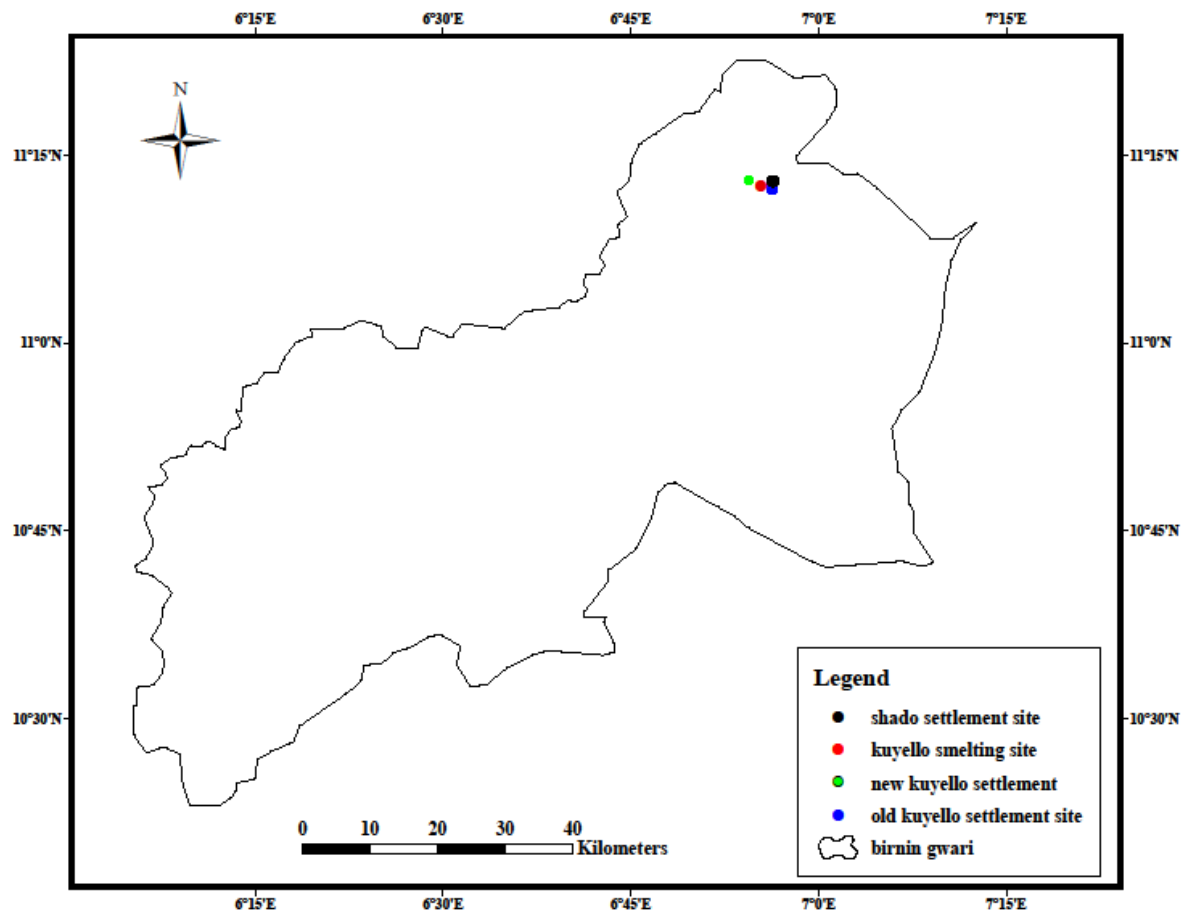 6°15'E 6°30'E 6°45'E 7°0'E 7°15'E
N
11°15'N 11°15'N
11°0'N 11°0'N
10°45'N 10°45'N
10°30'N 10°30'N
Legend
shado settlement site
kuyello smelting site
new kuyello settlement
old kuyello settlement site
birnin gwari
0 10 20 30 40
Kilometers
6°15'E 6°30'E 6°45'E 7°0'E 7°15'E